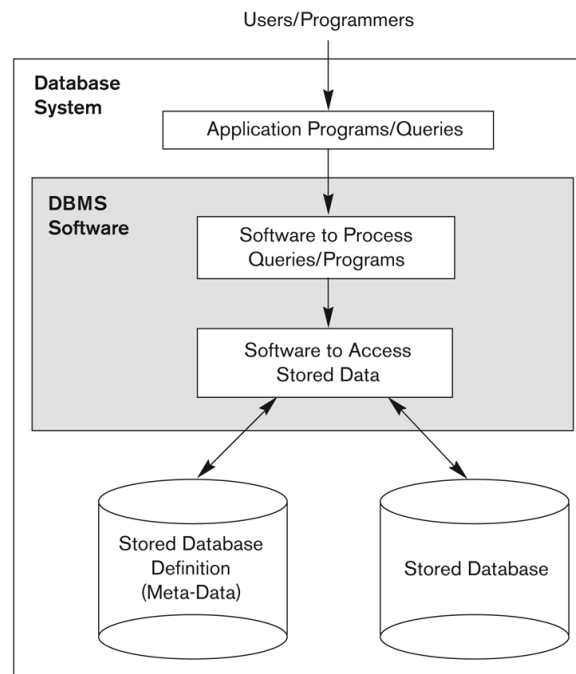 Users/Programmers
Database
System
Application Programs/Queries
DBMS
Software
Software to Process
Queries/Programs
Software to Access
Stored Data
Stored Database
Definition
(Meta-Data)
Stored Database